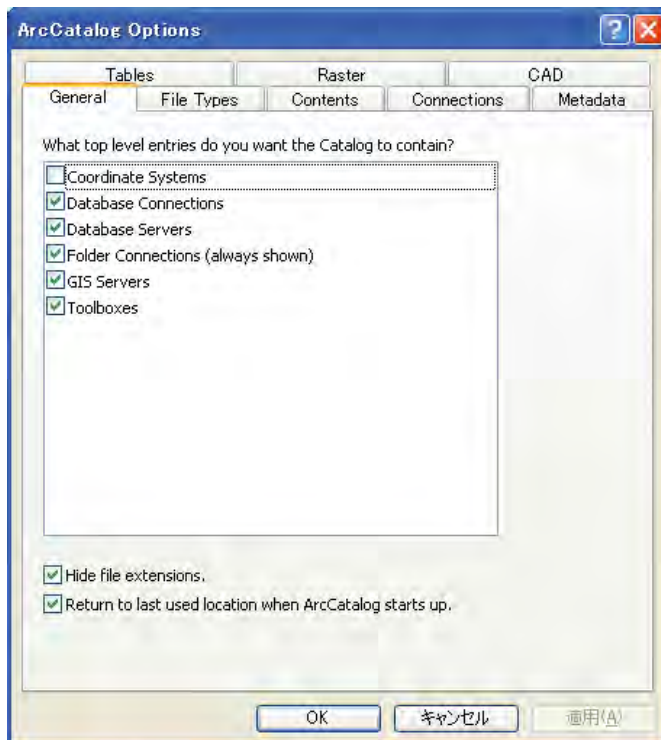 ArcCatalog Options
Tables Raster CAD
General File Types Contents Connections Metadata
What top level entries do you want the Catalog to contain?
Coordinate Systems
Database Connections
Database Servers
Folder Connections (always shown)
GIS Servers
Toolboxes
Hide file extensions.
Return to last used location when ArcCatalog starts up.
OK キャンセル 適用(A)